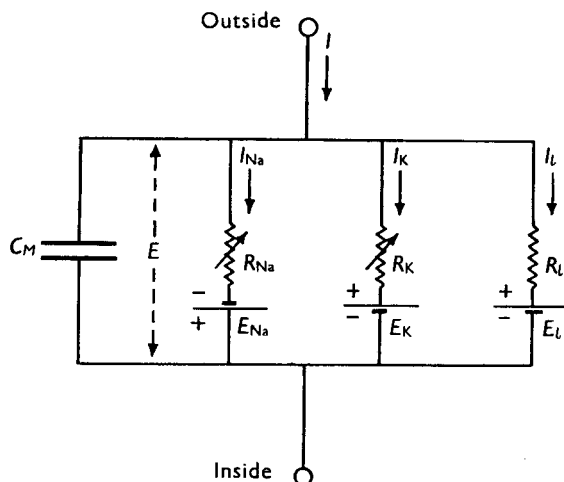 Outside
I
I_Na
I_K
I_l
C_M
E
R_Na
R_K
R_l
-
+
+
+
E_Na
-
E_K
-
E_l
Inside